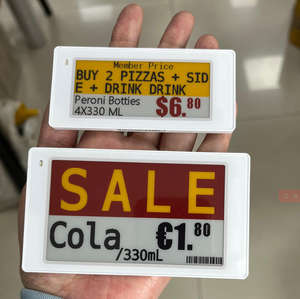 Member Price
BUY 2 PIZZAS + SID
E + DRINK DRINK
Peroni Botties
4X330 ML
$6.80
SALE
Cola
/330mL
€1.80